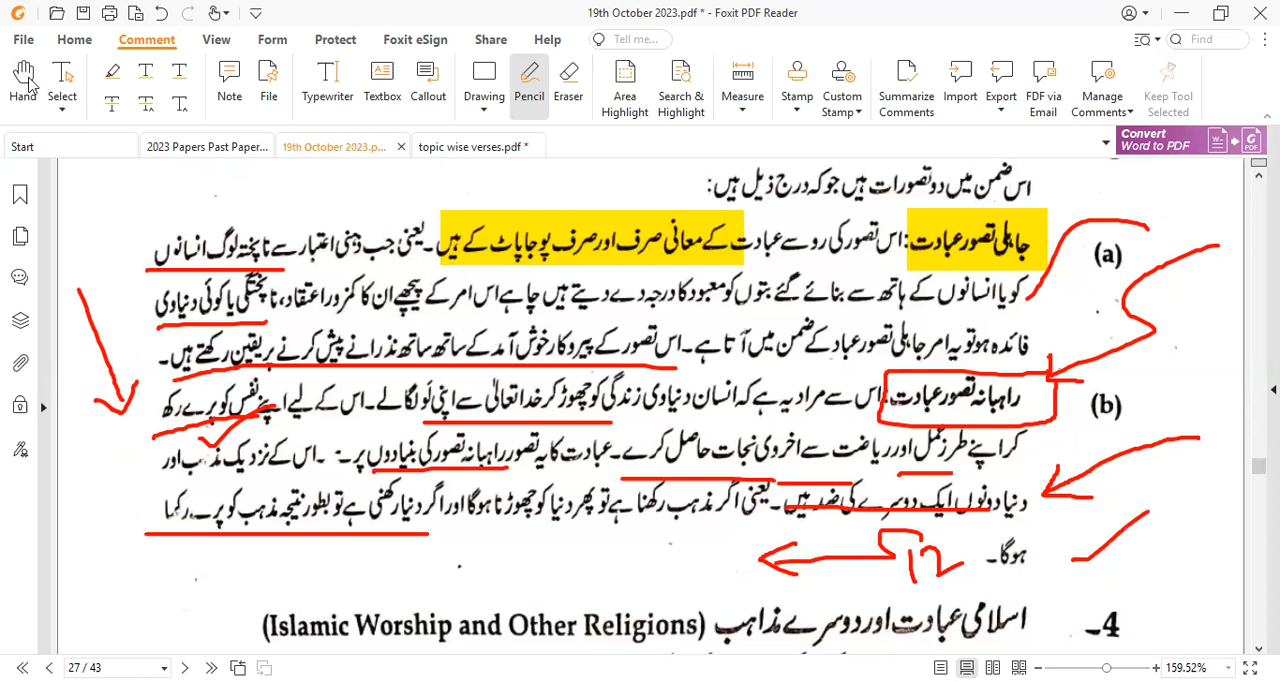 19th October 2023.pdf * - Foxit PDF Reader
File Home Comment View Form Protect Foxit eSign Share Help Tell me... Find
Hand Select Note File Typewriter Textbox Callout Drawing Pencil Eraser Area Highlight Search & Highlight Measure Stamp Custom Stamp Summarize Comments Import Export FDF via Email Manage Comments Keep Tool Selected
Start 2023 Papers Past Paper... 19th October 2023.p... topic wise verses.pdf * Convert Word to PDF
اس ضمن میں دو تصورات ہیں جو کہ درج ذیل ہیں:
(a) جاہلی تصور عبادت: اس تصور کی رو سے عبادت کے معانی صرف اور صرف پوجا پاٹ کے ہیں۔ یعنی جب ذہنی اعتبار سے ناپختہ لوگ انسانوں
کو یا انسانوں کے ہاتھ سے بنائے گئے بتوں کو معبود کا درجہ دے دیتے ہیں چاہے اس امر کے پیچھے ان کا کمزور اعتقاد، ناپختگی یا کوئی دنیاوی
فائدہ ہو تو یہ امر جاہلی تصور عباد کے ضمن میں آتا ہے۔ اس تصور کے پیروکار خوش آمد کے ساتھ ساتھ نذرانے پیش کرنے پر یقین رکھتے ہیں۔
(b) راہبانہ تصور عبادت: اس سے مراد یہ ہے کہ انسان دنیاوی زندگی کو چھوڑ کر خدا تعالیٰ سے اپنی لَو لگا لے۔ اس کے لیے اپنے نفس کو پرے رکھ
کر اپنے طرز عمل اور ریاضت سے اخروی نجات حاصل کرے۔ عبادت کا یہ تصور راہبانہ تصور کی بنیادوں پر ۔ اس کے نزدیک مذہب اور
دنیا دونوں ایک دوسرے کی ضد ہیں۔ یعنی اگر مذہب رکھنا ہے تو پھر دنیا کو چھوڑنا ہوگا اور اگر دنیا رکھنی ہے تو بطور نتیجہ مذہب کو پرے رکھنا
ہوگا۔
12
4۔ اسلامی عبادت اور دوسرے مذاہب (Islamic Worship and Other Religions)
27 / 43 159.52%